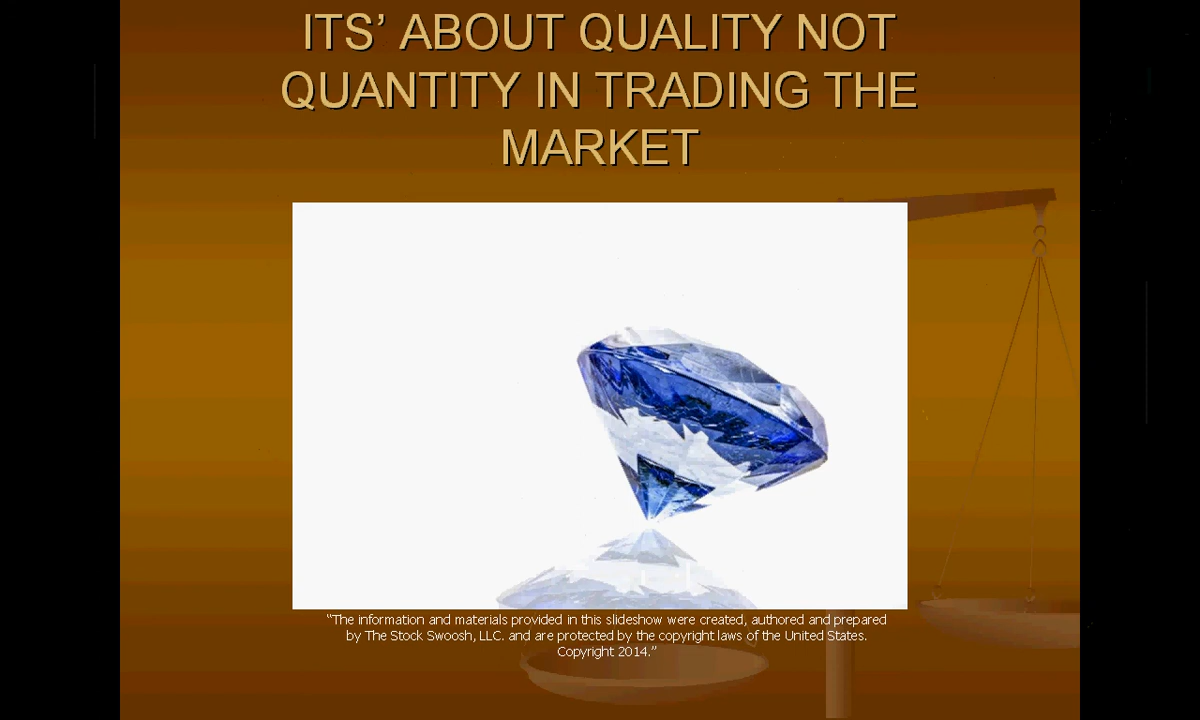 ITS’ ABOUT QUALITY NOT
QUANTITY IN TRADING THE
MARKET
“The information and materials provided in this slideshow were created, authored and prepared
by The Stock Swoosh, LLC. and are protected by the copyright laws of the United States.
Copyright 2014.”